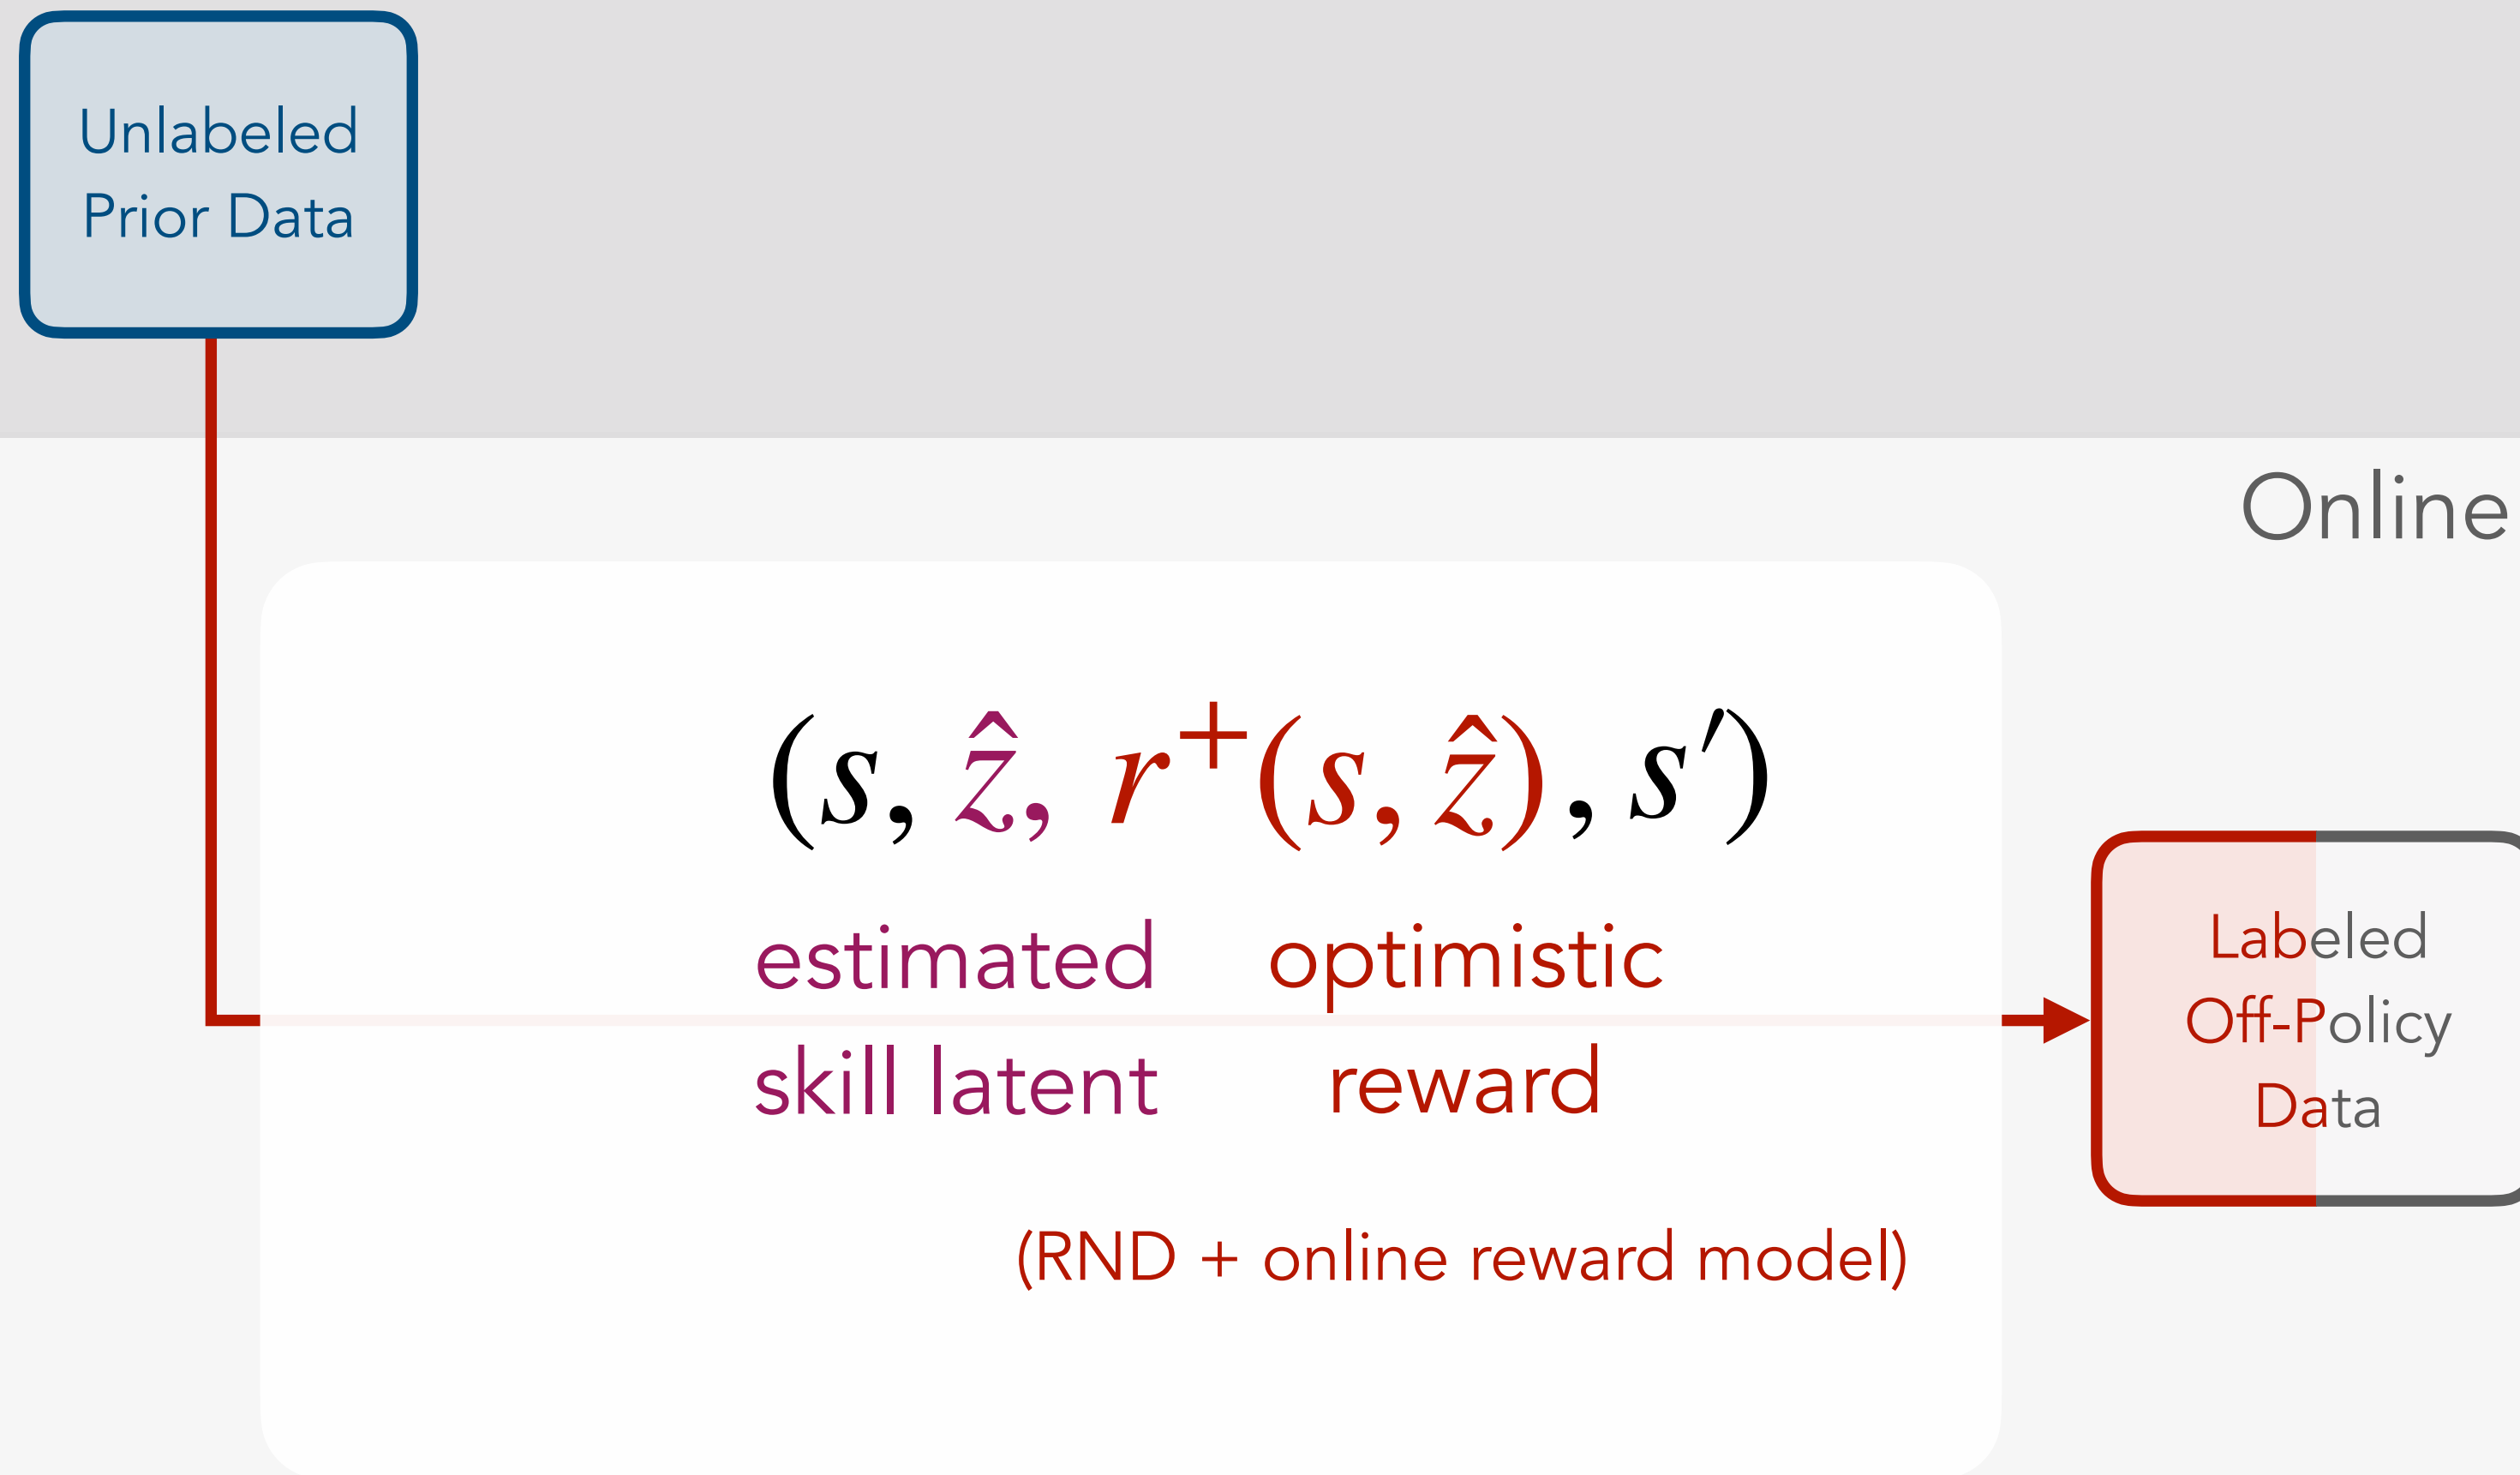 Unlabeled
Prior Data
Online
(s, ẑ, r⁺(s, ẑ), s′)
estimated optimistic
skill latent reward
(RND + online reward model)
Labeled
Off-Policy
Data